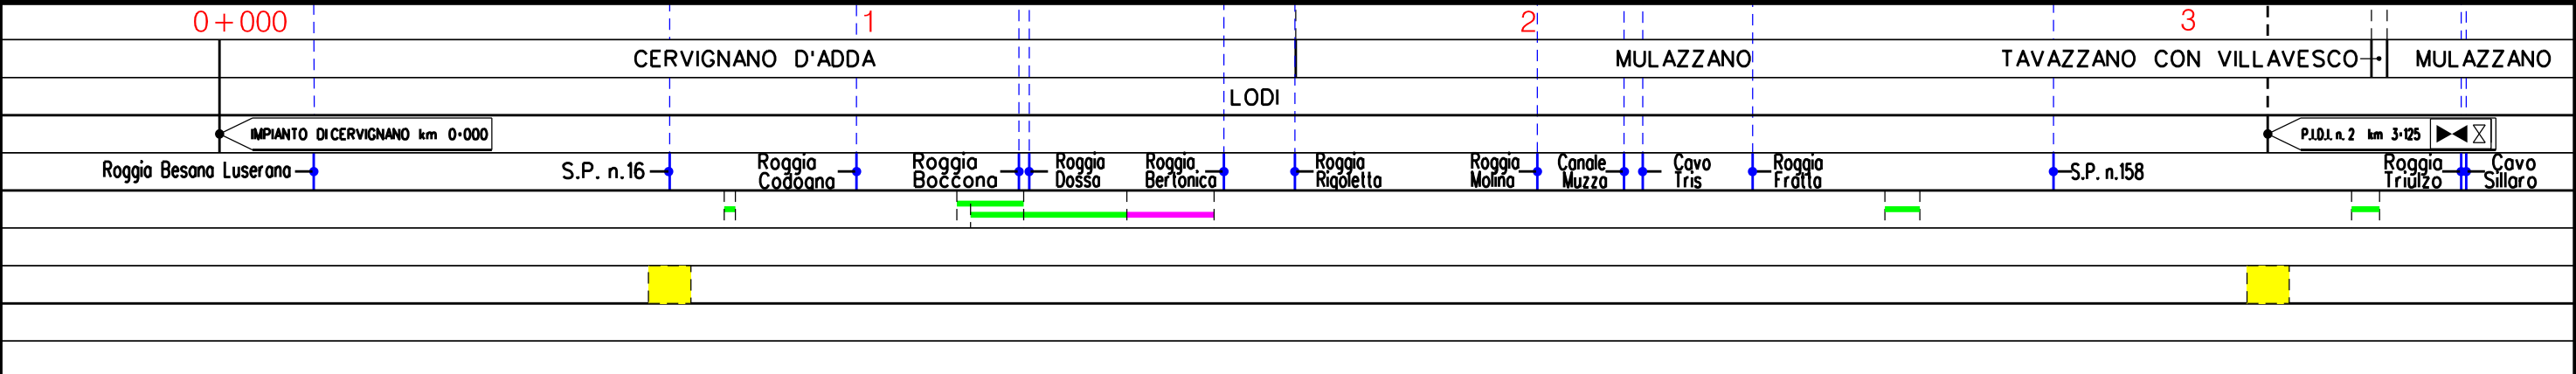 0+000 1 2 3
CERVIGNANO D'ADDA MULAZZANO TAVAZZANO CON VILLAVESCO MULAZZANO
LODI
IMPIANTO DI CERVIGNANO km 0+000 P.I.D.I. n. 2 km 3+125
Roggia Besana Luserana S.P. n.16 Roggia Codogna Roggia Boccona Roggia Dossa Roggia Bertonica Roggia Rigoletta Roggia Molina Canale Muzza Cavo Tris Roggia Fratta S.P. n.158 Roggia Triulzo Cavo Sillaro